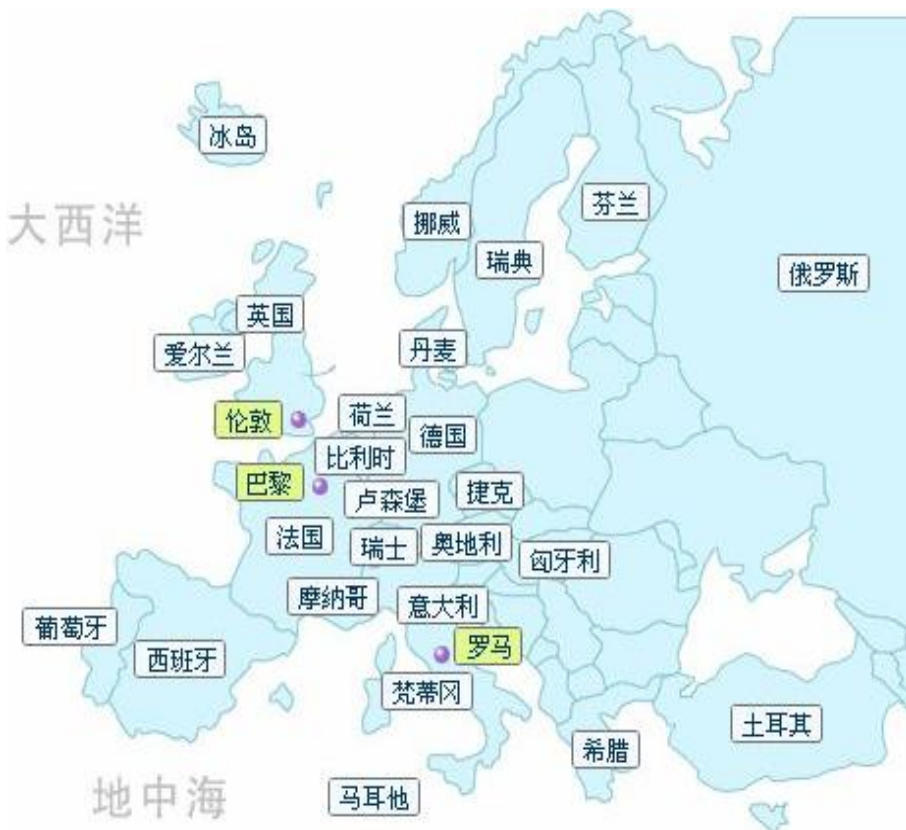 冰岛
芬兰
大西洋
挪威
瑞典
俄罗斯
英国
爱尔兰
丹麦
伦敦
荷兰
德国
比利时
巴黎
卢森堡
捷克
法国
瑞士
奥地利
匈牙利
摩纳哥
意大利
葡萄牙
西班牙
罗马
梵蒂冈
土耳其
希腊
地中海
马耳他